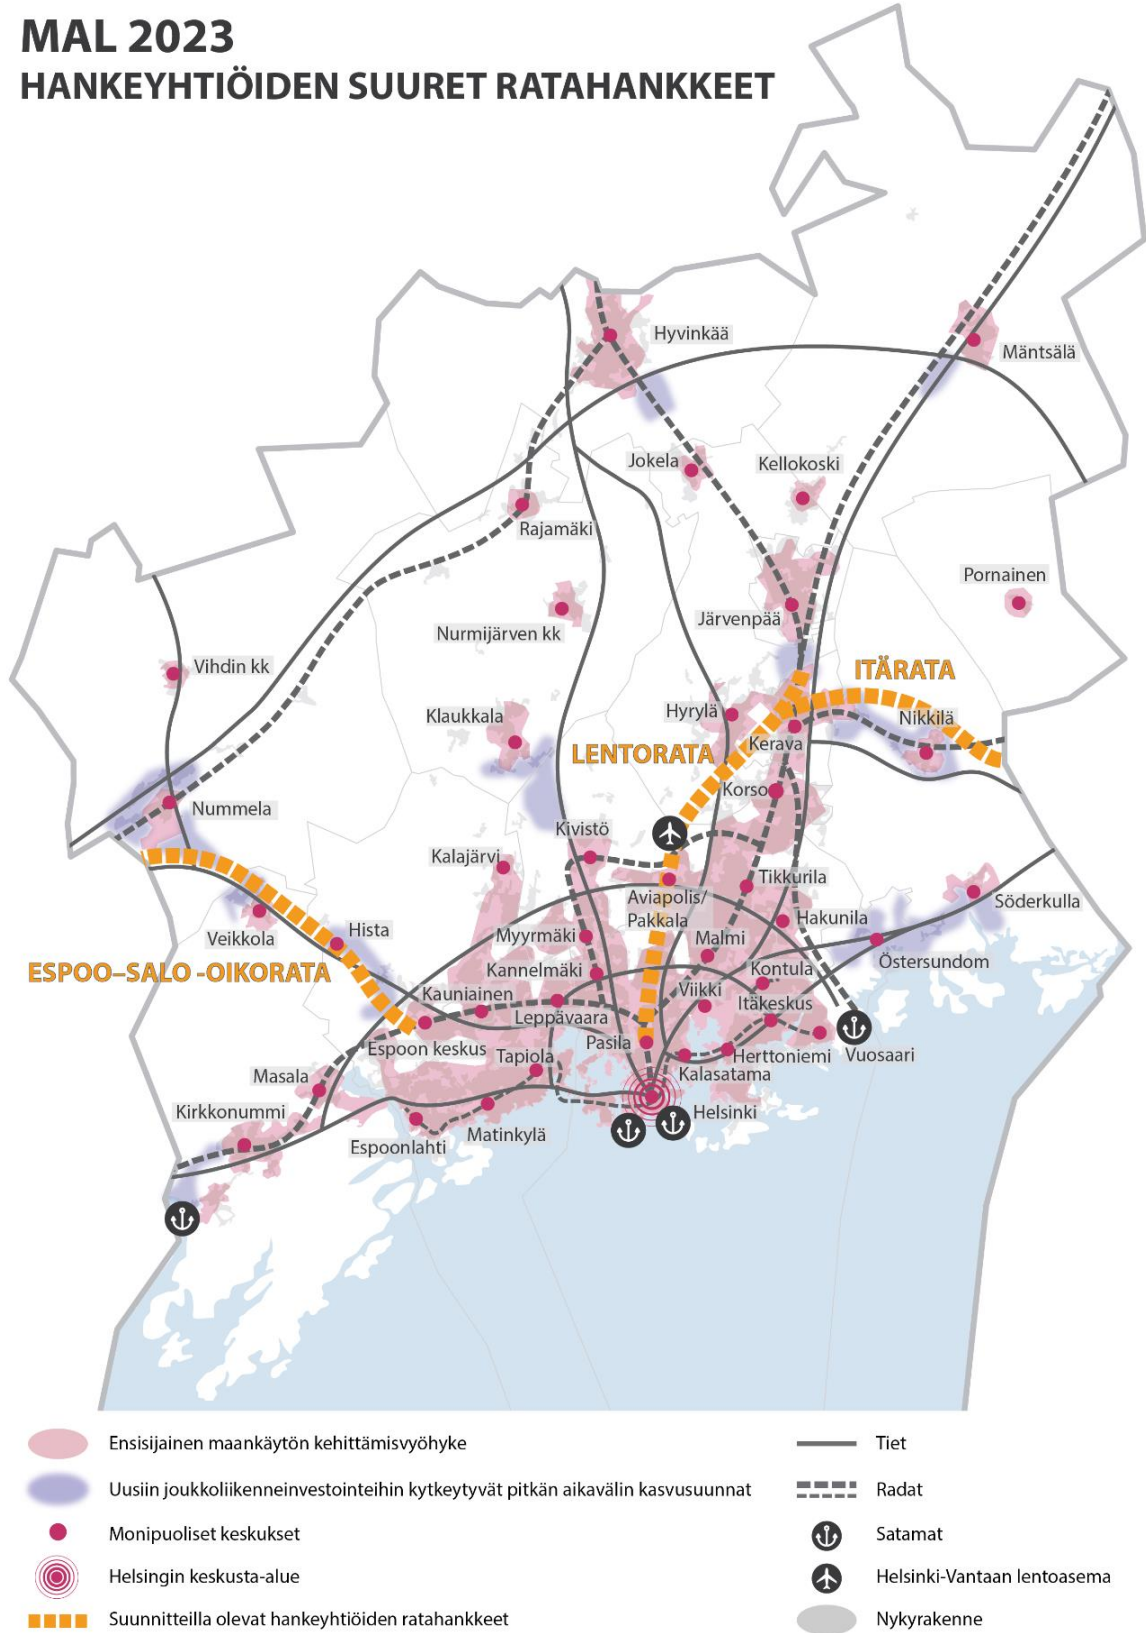 MAL 2023
HANKEYHTIÖIDEN SUURET RATAHANKKEET
Hyvinkää
Mäntsälä
Jokela
Kellokoski
Rajamäki
Pornainen
Nurmijärven kk
Järvenpää
Vihdin kk
ITÄRATA
Klaukkala
Hyrylä
Nikkilä
LENTORATA
Kerava
Korso
Nummela
Kivistö
Kalajärvi
Tikkurila
Aviapolis/
Pakkala
Söderkulla
Veikkola
Hista
Hakunila
Myyrmäki
Malmi
Östersundom
ESPOO–SALO -OIKORATA
Kannelmäki
Kontula
Kauniainen
Viikki
Itäkeskus
Leppävaara
Espoon keskus
Pasila
Tapiola
Herttoniemi
Vuosaari
Masala
Kalasatama
Kirkkonummi
Helsinki
Matinkylä
Espoonlahti
Ensisijainen maankäytön kehittämisvyöhyke
Uusiin joukkoliikenneinvestointeihin kytkeytyvät pitkän aikavälin kasvusuunnat
Monipuoliset keskukset
Helsingin keskusta-alue
Suunnitteilla olevat hankeyhtiöiden ratahankkeet
Tiet
Radat
Satamat
Helsinki-Vantaan lentoasema
Nykyrakenne